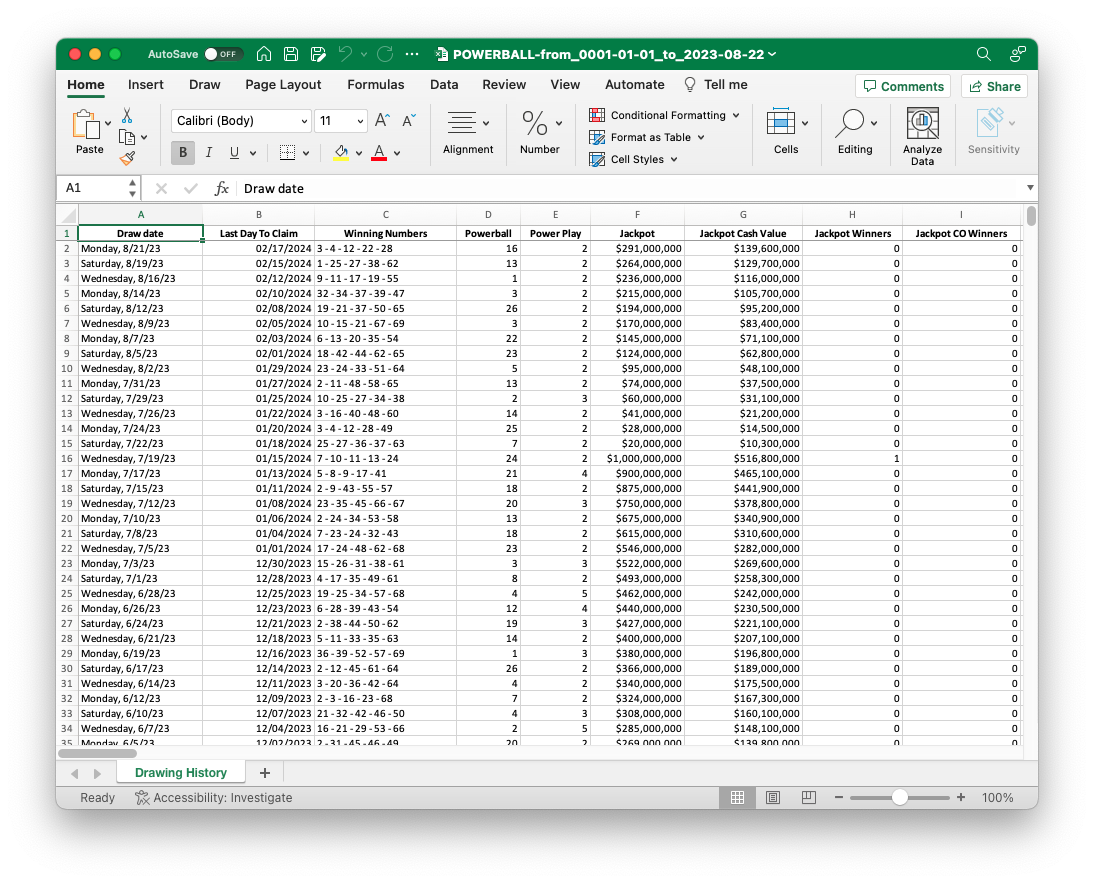 AutoSave OFF POWERBALL-from_0001-01-01_to_2023-08-22
Home Insert Draw Page Layout Formulas Data Review View Automate Tell me Comments Share
Paste Calibri (Body) 11 B I U A Alignment % Number Conditional Formatting Format as Table Cell Styles Cells Editing Analyze Data Sensitivity
A1 fx Draw date
A B C D E F G H I
1 Draw date Last Day To Claim Winning Numbers Powerball Power Play Jackpot Jackpot Cash Value Jackpot Winners Jackpot CO Winners
2 Monday, 8/21/23 02/17/2024 3 - 4 - 12 - 22 - 28 16 2 $291,000,000 $139,600,000 0 0
3 Saturday, 8/19/23 02/15/2024 1 - 25 - 27 - 38 - 62 13 2 $264,000,000 $129,700,000 0 0
4 Wednesday, 8/16/23 02/12/2024 9 - 11 - 17 - 19 - 55 1 2 $236,000,000 $116,000,000 0 0
5 Monday, 8/14/23 02/10/2024 32 - 34 - 37 - 39 - 47 3 2 $215,000,000 $105,700,000 0 0
6 Saturday, 8/12/23 02/08/2024 19 - 21 - 37 - 50 - 65 26 2 $194,000,000 $95,200,000 0 0
7 Wednesday, 8/9/23 02/05/2024 10 - 15 - 21 - 67 - 69 3 2 $170,000,000 $83,400,000 0 0
8 Monday, 8/7/23 02/03/2024 6 - 13 - 20 - 35 - 54 22 2 $145,000,000 $71,100,000 0 0
9 Saturday, 8/5/23 02/01/2024 18 - 42 - 44 - 62 - 65 23 2 $124,000,000 $62,800,000 0 0
10 Wednesday, 8/2/23 01/29/2024 23 - 24 - 33 - 51 - 64 5 2 $95,000,000 $48,100,000 0 0
11 Monday, 7/31/23 01/27/2024 2 - 11 - 48 - 58 - 65 13 2 $74,000,000 $37,500,000 0 0
12 Saturday, 7/29/23 01/25/2024 10 - 25 - 27 - 34 - 38 2 3 $60,000,000 $31,100,000 0 0
13 Wednesday, 7/26/23 01/22/2024 3 - 16 - 40 - 48 - 60 14 2 $41,000,000 $21,200,000 0 0
14 Monday, 7/24/23 01/20/2024 3 - 4 - 12 - 28 - 49 25 2 $28,000,000 $14,500,000 0 0
15 Saturday, 7/22/23 01/18/2024 25 - 27 - 36 - 37 - 63 7 2 $20,000,000 $10,300,000 0 0
16 Wednesday, 7/19/23 01/15/2024 7 - 10 - 11 - 13 - 24 24 2 $1,000,000,000 $516,800,000 1 0
17 Monday, 7/17/23 01/13/2024 5 - 8 - 9 - 17 - 41 21 4 $900,000,000 $465,100,000 0 0
18 Saturday, 7/15/23 01/11/2024 2 - 9 - 43 - 55 - 57 18 2 $875,000,000 $441,900,000 0 0
19 Wednesday, 7/12/23 01/08/2024 23 - 35 - 45 - 66 - 67 20 3 $750,000,000 $378,800,000 0 0
20 Monday, 7/10/23 01/06/2024 2 - 24 - 34 - 53 - 58 13 2 $675,000,000 $340,900,000 0 0
21 Saturday, 7/8/23 01/04/2024 7 - 23 - 24 - 32 - 43 18 2 $615,000,000 $310,600,000 0 0
22 Wednesday, 7/5/23 01/01/2024 17 - 24 - 48 - 62 - 68 23 2 $546,000,000 $282,000,000 0 0
23 Monday, 7/3/23 12/30/2023 15 - 26 - 31 - 38 - 61 3 3 $522,000,000 $269,600,000 0 0
24 Saturday, 7/1/23 12/28/2023 4 - 17 - 35 - 49 - 61 8 2 $493,000,000 $258,300,000 0 0
25 Wednesday, 6/28/23 12/25/2023 19 - 25 - 34 - 57 - 68 4 5 $462,000,000 $242,000,000 0 0
26 Monday, 6/26/23 12/23/2023 6 - 28 - 39 - 43 - 54 12 4 $440,000,000 $230,500,000 0 0
27 Saturday, 6/24/23 12/21/2023 2 - 38 - 44 - 50 - 62 19 3 $427,000,000 $221,100,000 0 0
28 Wednesday, 6/21/23 12/18/2023 5 - 11 - 33 - 35 - 63 14 2 $400,000,000 $207,100,000 0 0
29 Monday, 6/19/23 12/16/2023 36 - 39 - 52 - 57 - 69 1 3 $380,000,000 $196,800,000 0 0
30 Saturday, 6/17/23 12/14/2023 2 - 12 - 45 - 61 - 64 26 2 $366,000,000 $189,000,000 0 0
31 Wednesday, 6/14/23 12/11/2023 3 - 20 - 36 - 42 - 64 4 2 $340,000,000 $175,500,000 0 0
32 Monday, 6/12/23 12/09/2023 2 - 3 - 16 - 23 - 68 7 2 $324,000,000 $167,300,000 0 0
33 Saturday, 6/10/23 12/07/2023 21 - 32 - 42 - 46 - 50 4 3 $308,000,000 $160,100,000 0 0
34 Wednesday, 6/7/23 12/04/2023 16 - 21 - 29 - 53 - 66 2 5 $285,000,000 $148,100,000 0 0
35 Monday, 6/5/23 12/02/2023 2 - 31 - 45 - 46 - 49 20 2 $269,000,000 $139,800,000 0 0
Drawing History +
Ready Accessibility: Investigate 100%